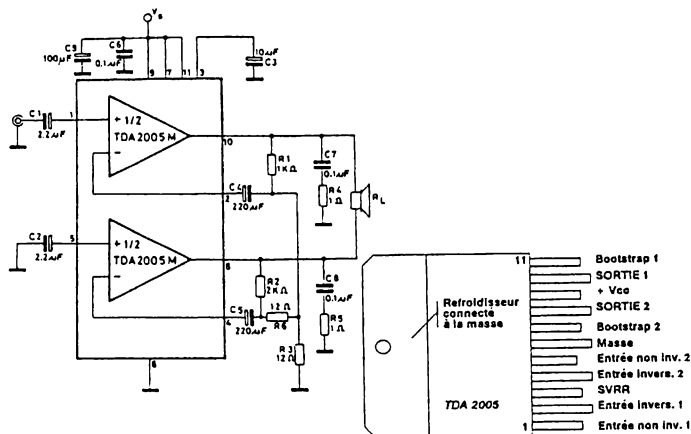 Vs
C9
100µF
C6
0.1µF
10µF
C3
9
7
11
3
C1
2.2µF
1
+ 1/2
TDA 2005 M
−
10
R1
1KΩ
C7
0.1µF
R4
1Ω
RL
C4
220µF
2
C2
2.2µF
5
+ 1/2
TDA2005M
−
8
R2
2KΩ
C8
0.1µF
R5
1Ω
C5
220µF
4
12Ω
R6
R3
12Ω
6
11
Bootstrap 1
SORTIE 1
+ Vcc
SORTIE 2
Bootstrap 2
Masse
Entrée non inv. 2
Entrée invers. 2
SVRR
Entrée invers. 1
Entrée non inv. 1
Refroidisseur
connecté
à la masse
TDA 2005
1